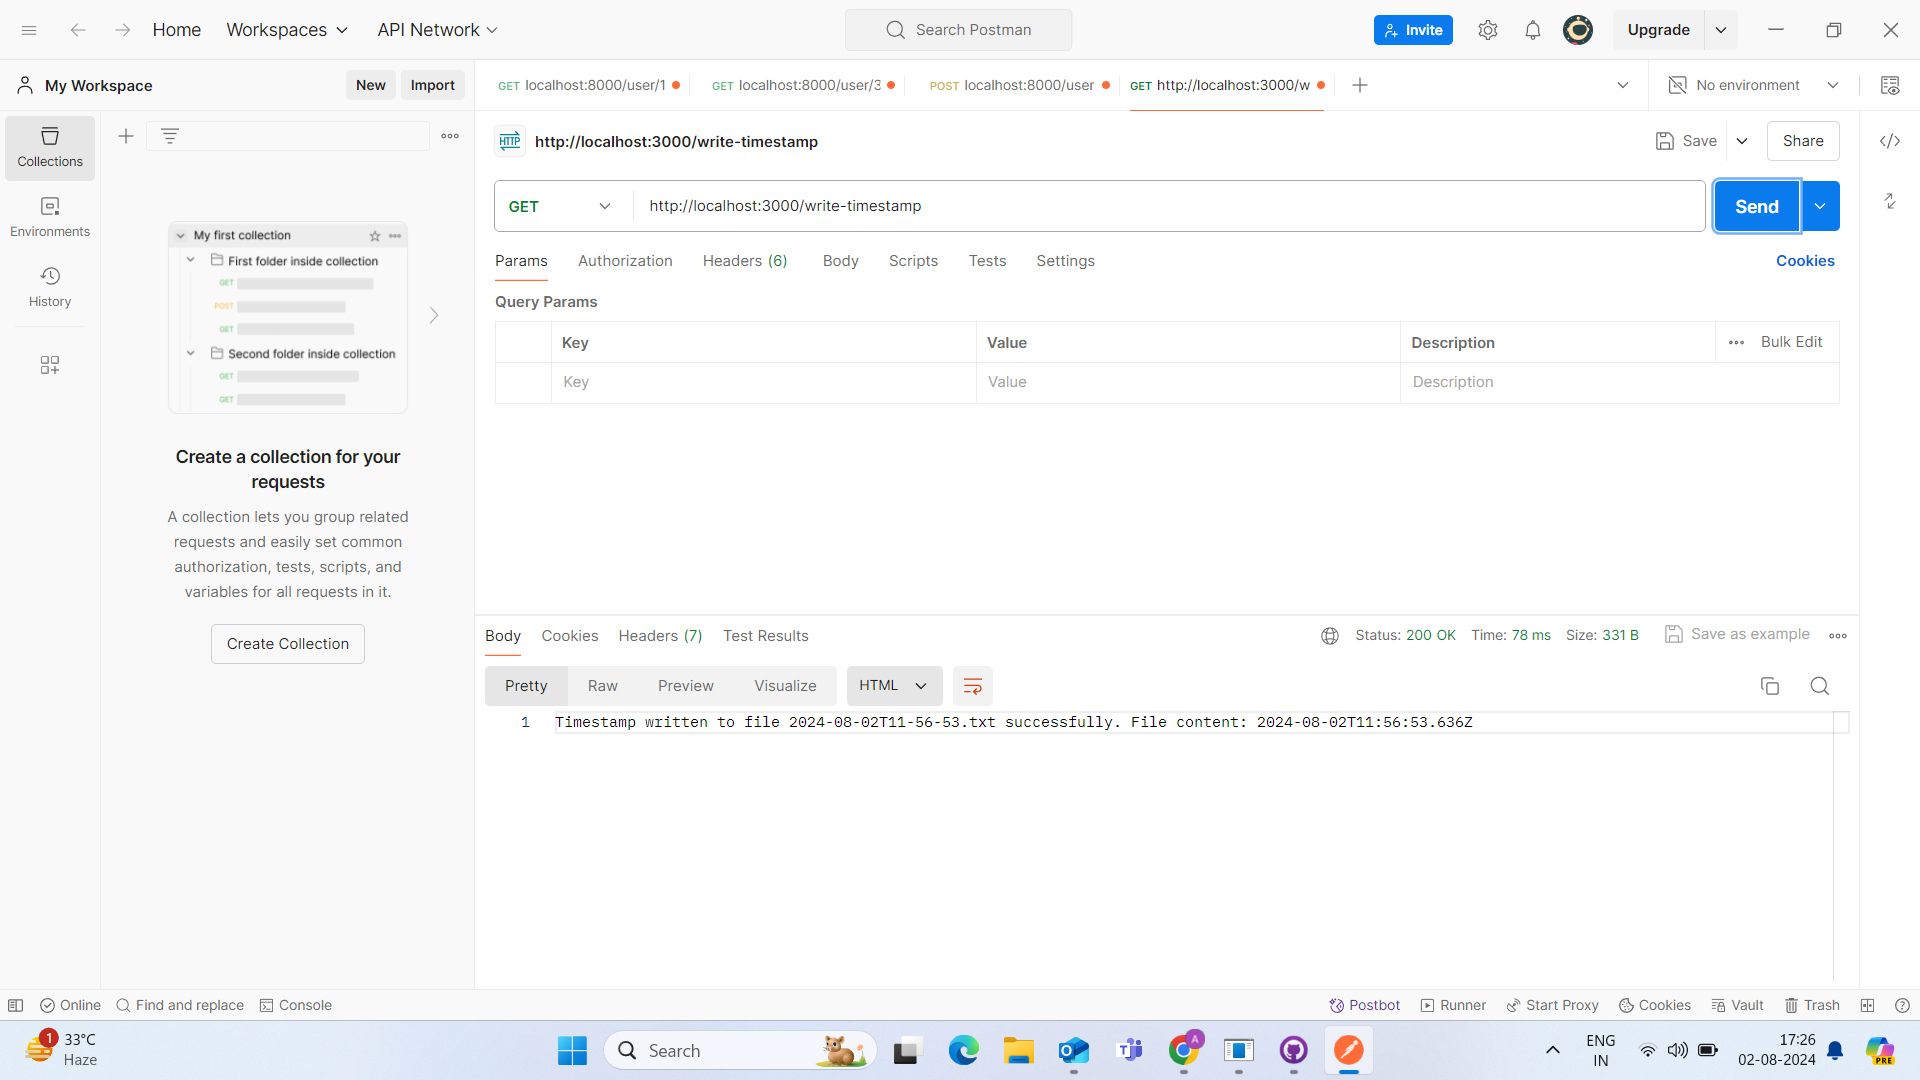 Home
Workspaces
API Network
Search Postman
Invite
Upgrade
My Workspace
New
Import
GET localhost:8000/user/1
GET localhost:8000/user/3
POST localhost:8000/user
GET http://localhost:3000/w
No environment
Collections
Environments
History
HTTP
http://localhost:3000/write-timestamp
Save
Share
GET
http://localhost:3000/write-timestamp
Send
Params
Authorization
Headers (6)
Body
Scripts
Tests
Settings
Cookies
Query Params
Key
Value
Description
Bulk Edit
Key
Value
Description
My first collection
First folder inside collection
GET
POST
GET
Second folder inside collection
GET
GET
Create a collection for your
requests
A collection lets you group related
requests and easily set common
authorization, tests, scripts, and
variables for all requests in it.
Create Collection
Body
Cookies
Headers (7)
Test Results
Status: 200 OK
Time: 78 ms
Size: 331 B
Save as example
Pretty
Raw
Preview
Visualize
HTML
1 Timestamp written to file 2024-08-02T11-56-53.txt successfully. File content: 2024-08-02T11:56:53.636Z
Online
Find and replace
Console
Postbot
Runner
Start Proxy
Cookies
Vault
Trash
1
33°C
Haze
Search
A
ENG
IN
17:26
02-08-2024
PRE